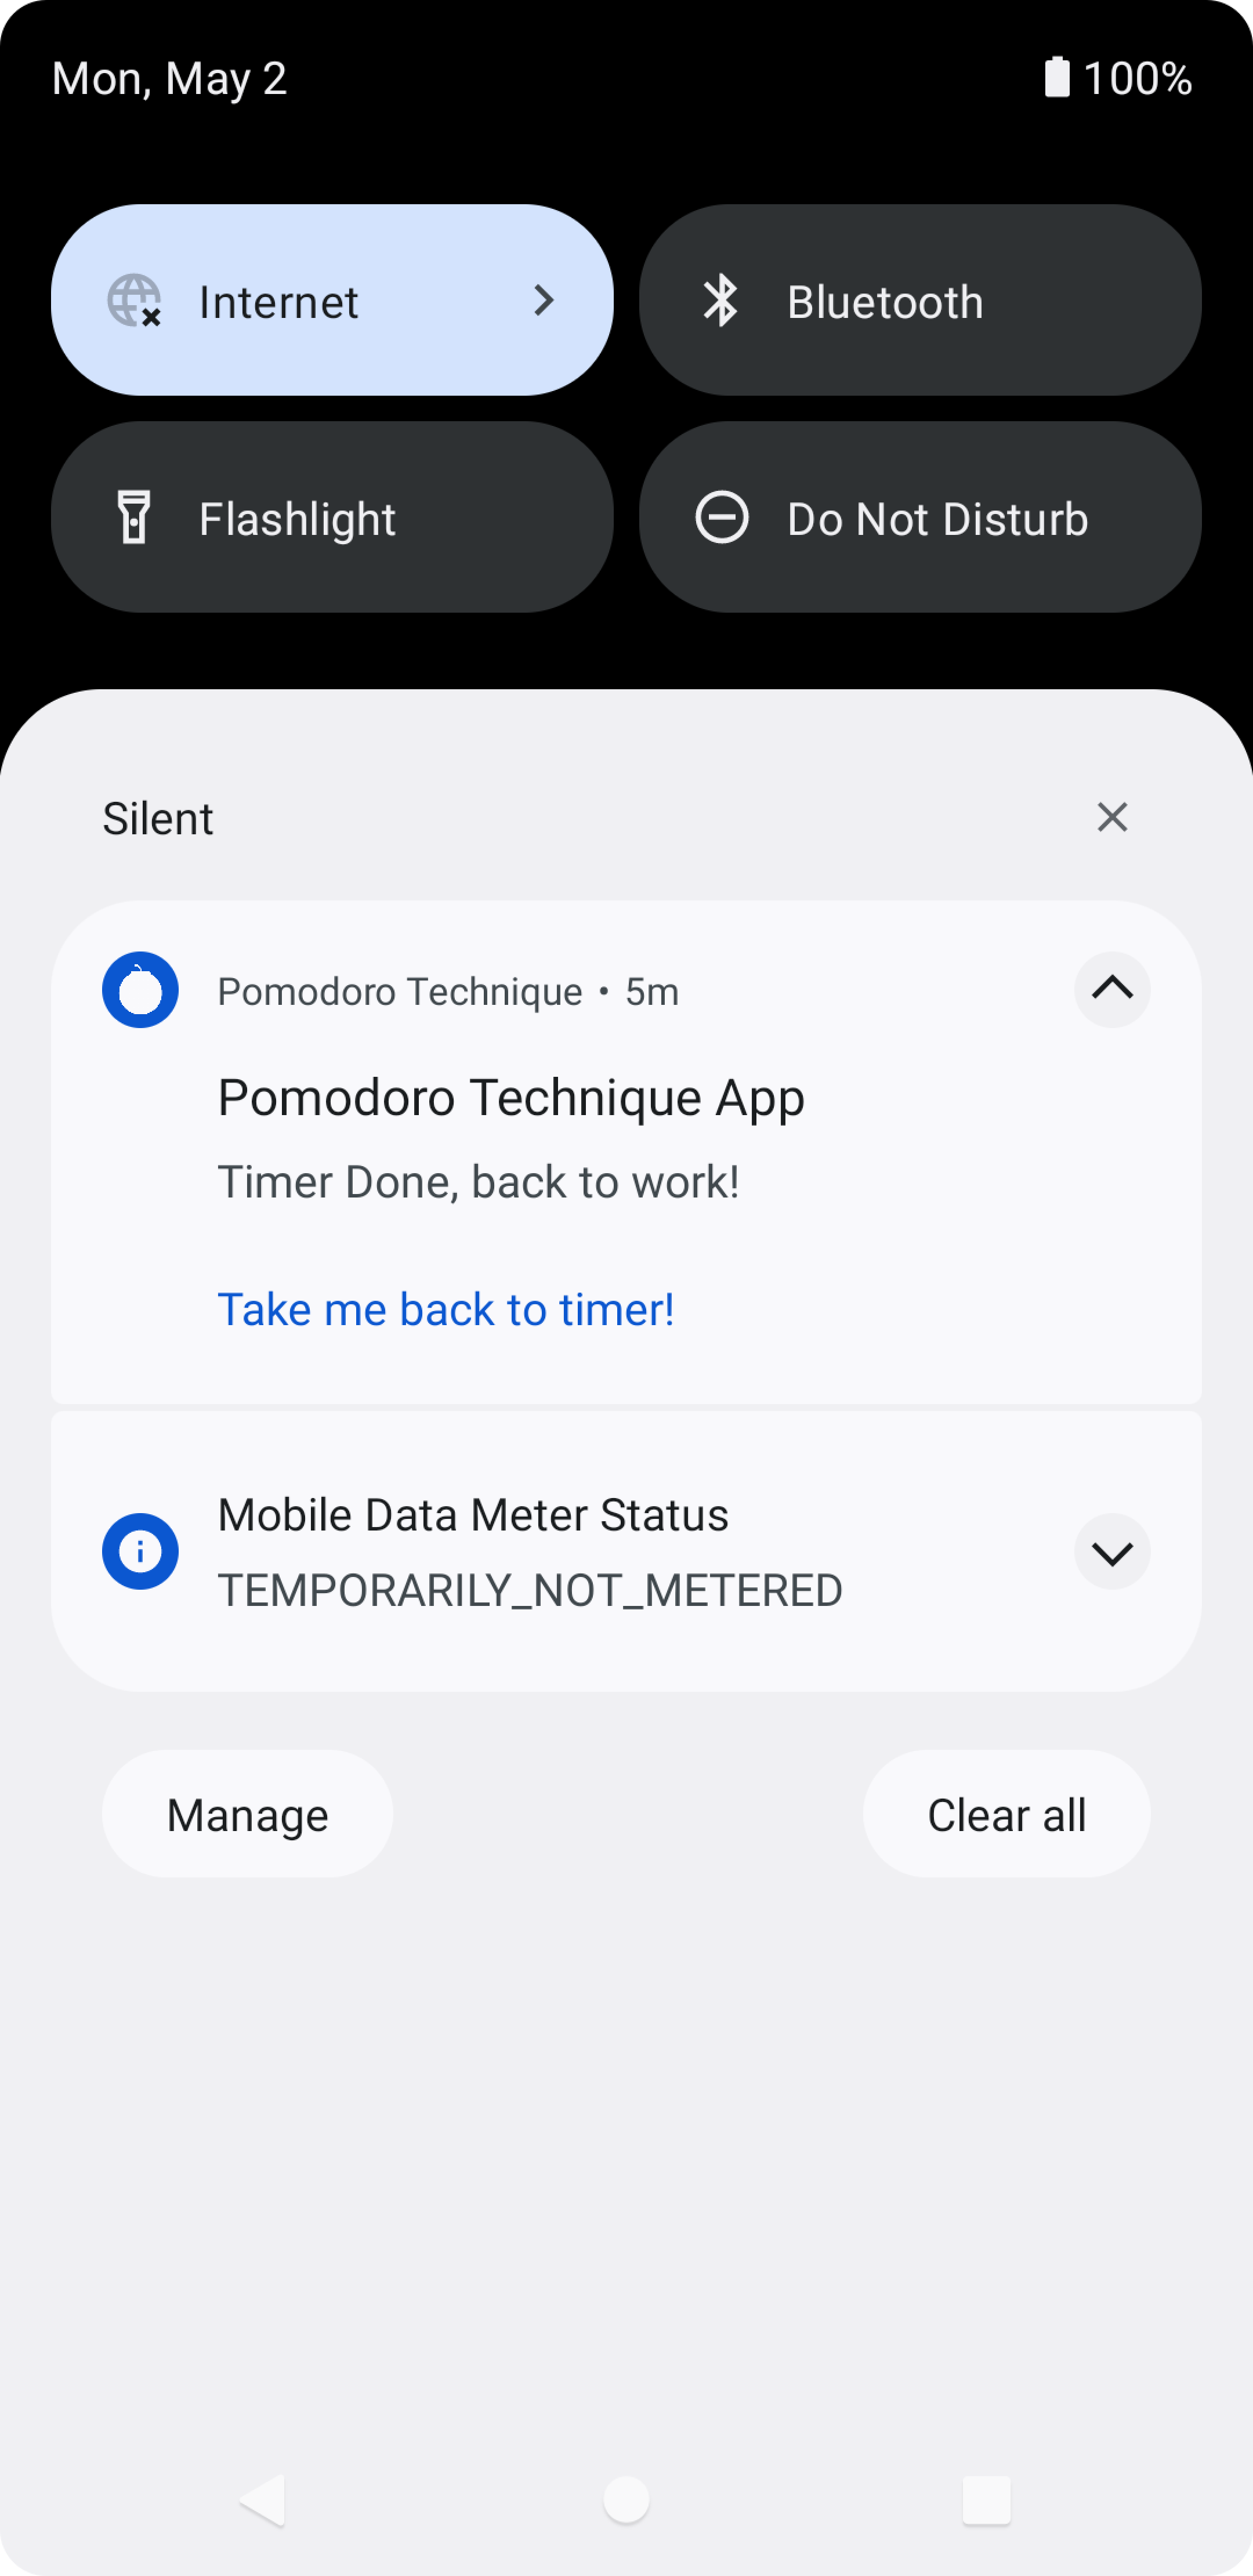 Mon, May 2
100%
Internet
Bluetooth
Flashlight
Do Not Disturb
Silent
Pomodoro Technique • 5m
Pomodoro Technique App
Timer Done, back to work!
Take me back to timer!
Mobile Data Meter Status
TEMPORARILY_NOT_METERED
Manage
Clear all